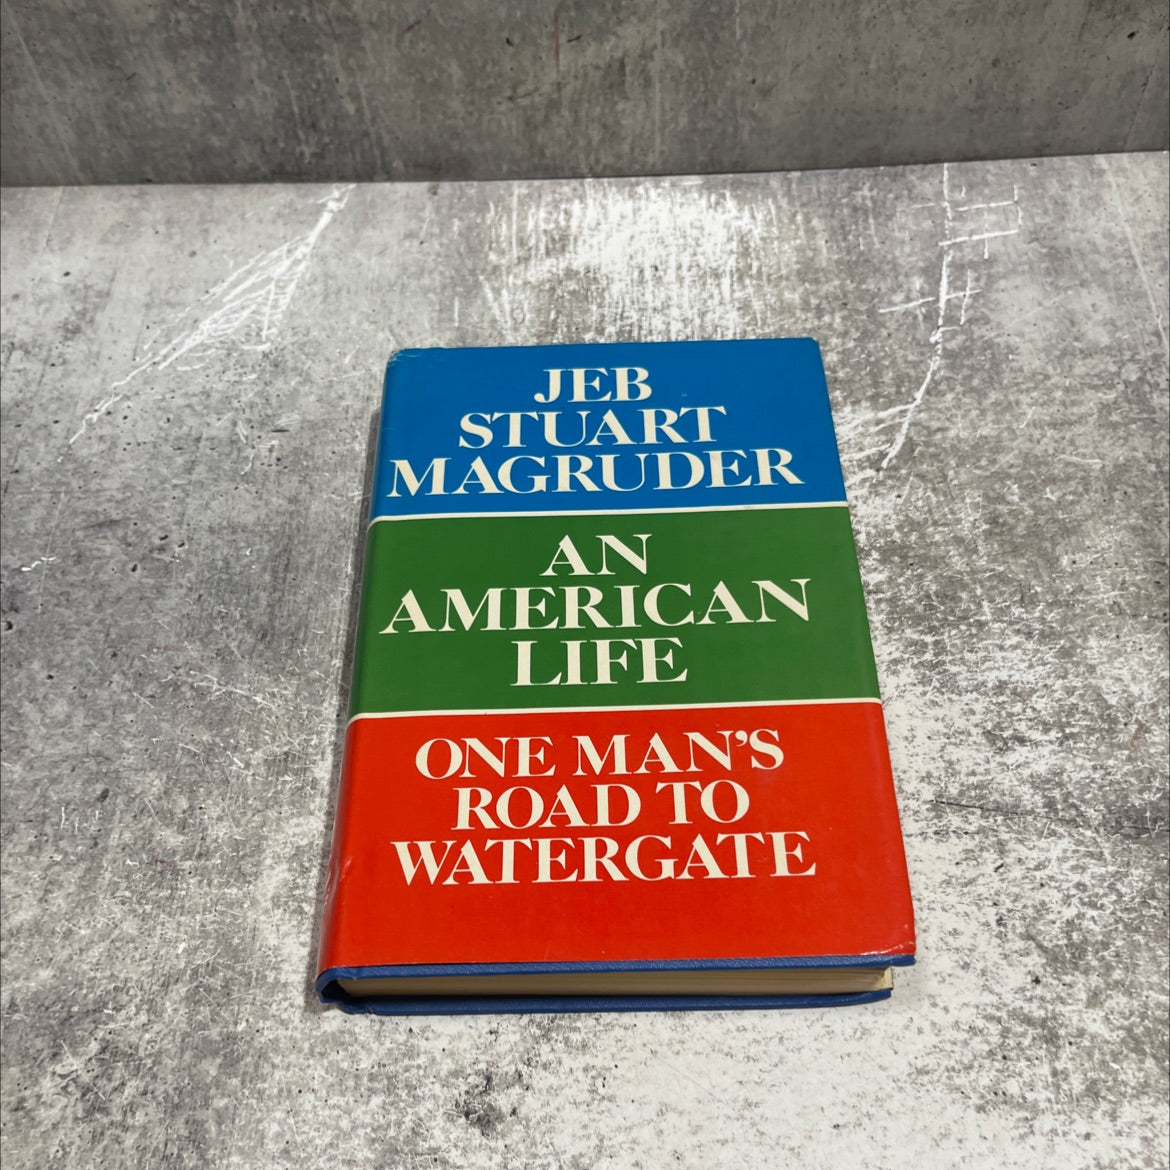 JEB
STUART
MAGRUDER
AN
AMERICAN
LIFE
ONE MAN'S
ROAD TO
WATERGATE